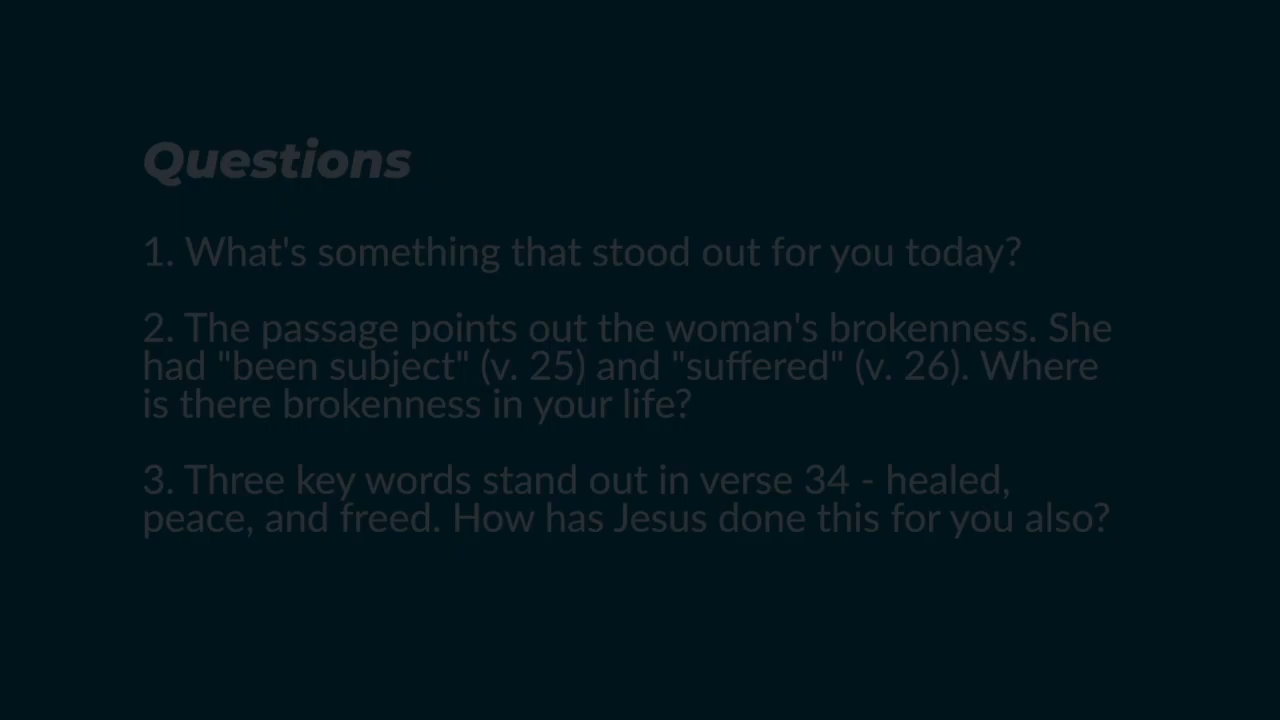 Questions
1. What's something that stood out for you today?
2. The passage points out the woman's brokenness. She
had "been subject" (v. 25) and "suffered" (v. 26). Where
is there brokenness in your life?
3. Three key words stand out in verse 34 - healed,
peace, and freed. How has Jesus done this for you also?